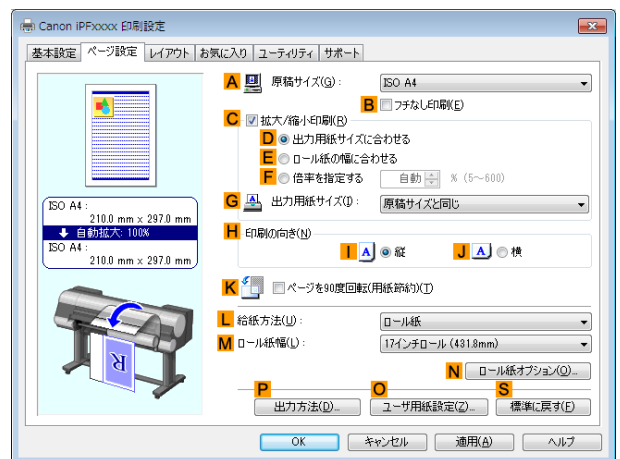 Canon iPFxxxx 印刷設定
基本設定 ページ設定 レイアウト お気に入り ユーティリティ サポート
A 原稿サイズ(G): ISO A4
B フチなし印刷(E)
C 拡大/縮小印刷(R)
D 出力用紙サイズに合わせる
E ロール紙の幅に合わせる
F 倍率を指定する 自動 % (5～600)
G 出力用紙サイズ(I): 原稿サイズと同じ
ISO A4 :
210.0 mm x 297.0 mm
自動拡大: 100%
ISO A4 :
210.0 mm x 297.0 mm
H 印刷の向き(N)
I A 縦 J A 横
K ページを90度回転(用紙節約)(T)
L 給紙方法(U): ロール紙
M ロール紙幅(L): 17インチロール (431.8mm)
R
N ロール紙オプション(O)...
P O S
出力方法(D)... ユーザ用紙設定(Z)... 標準に戻す(F)
OK キャンセル 適用(A) ヘルプ